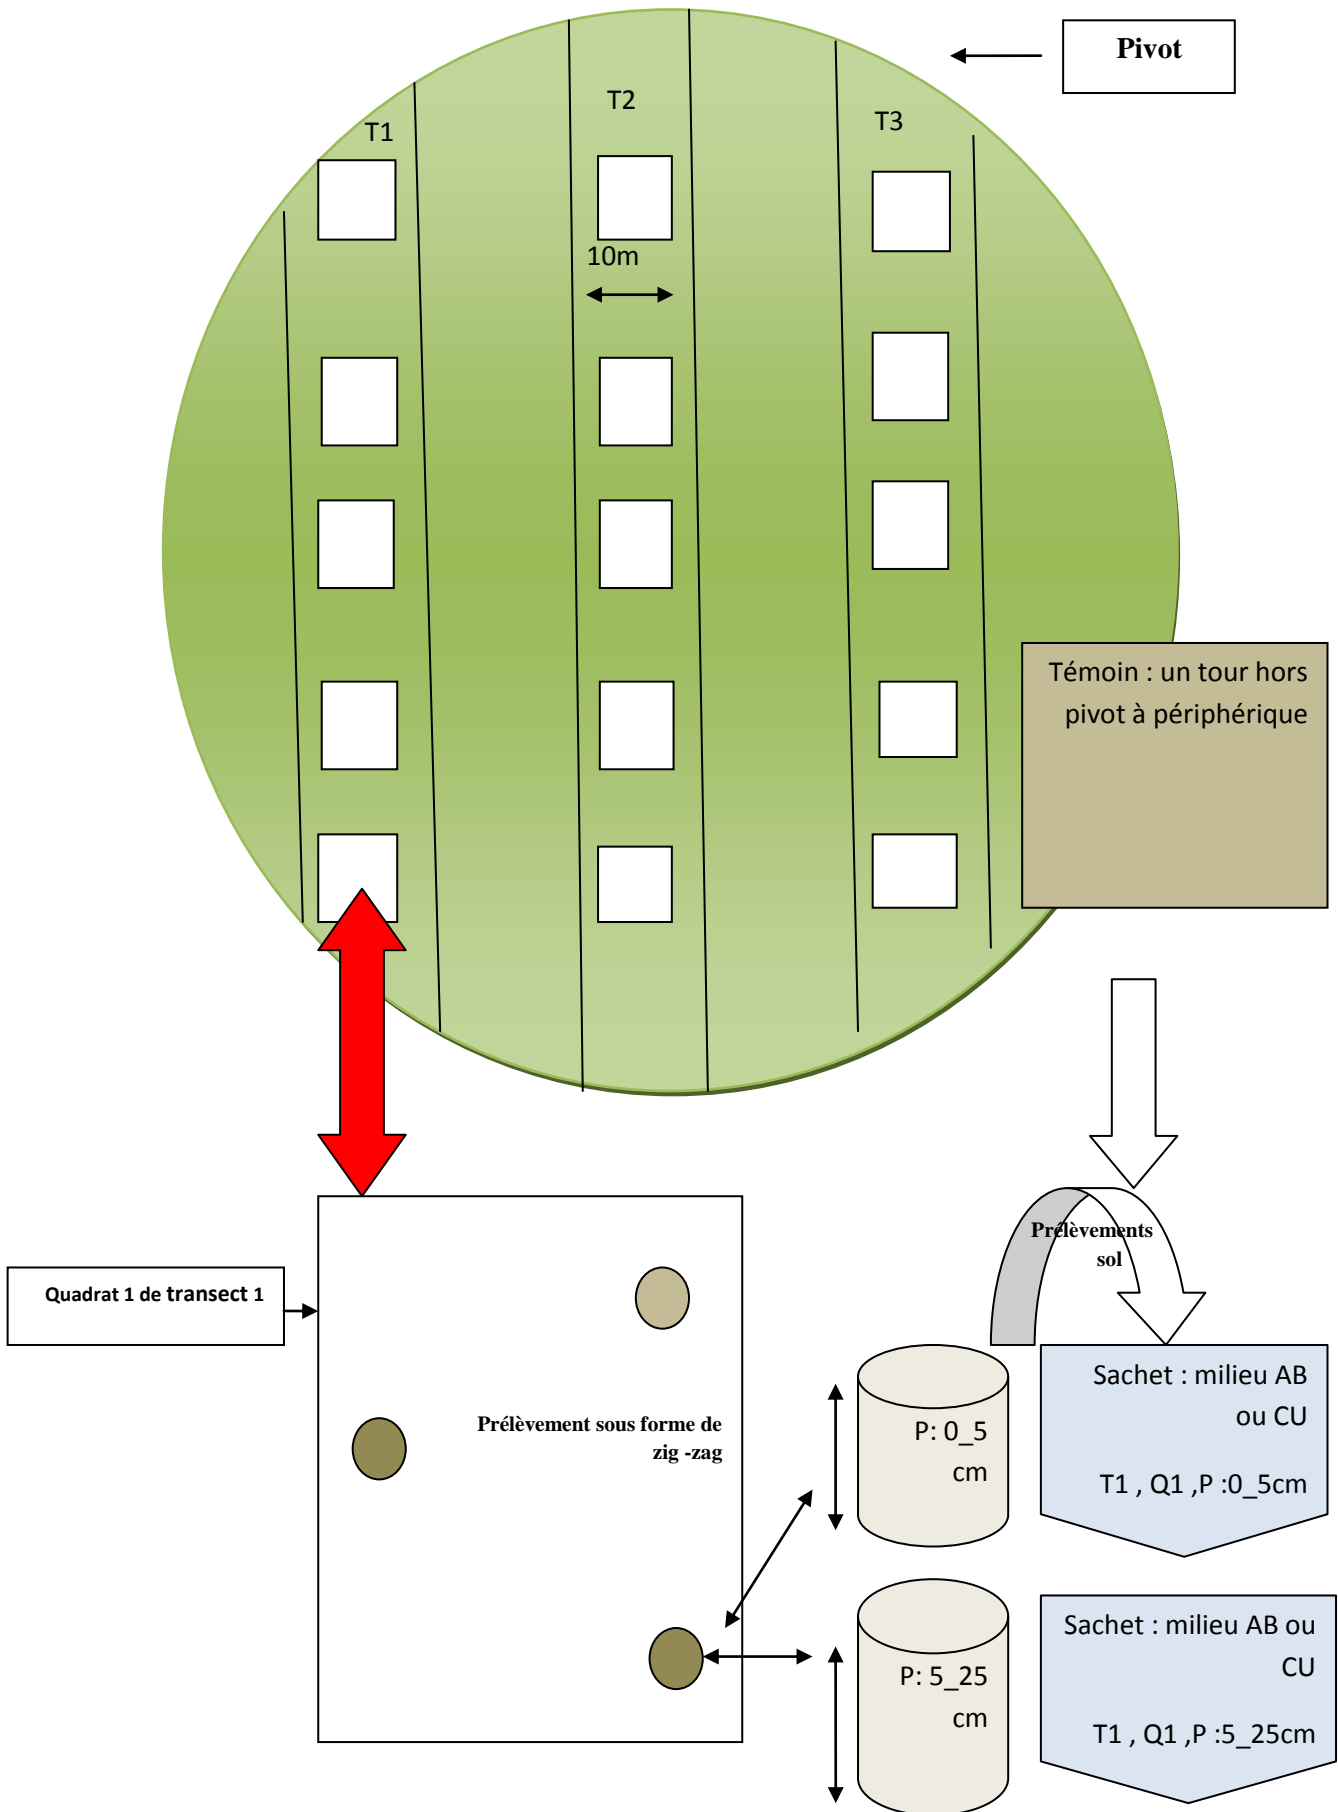 Pivot
T1
T2
T3
10m
Témoin : un tour hors
pivot à périphérique
Prélèvements
sol
Quadrat 1 de transect 1
Prélèvement sous forme de
zig -zag
P: 0_5
cm
Sachet : milieu AB
ou CU
T1 , Q1 ,P :0_5cm
P: 5_25
cm
Sachet : milieu AB ou
CU
T1 , Q1 ,P :5_25cm